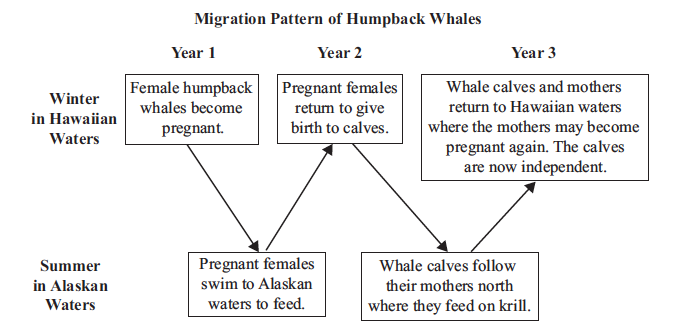 Migration Pattern of Humpback Whales
Year 1
Year 2
Year 3
Winter
in Hawaiian
Waters
Female humpback
whales become
pregnant.
Pregnant females
return to give
birth to calves.
Whale calves and mothers
return to Hawaiian waters
where the mothers may become
pregnant again. The calves
are now independent.
Summer
in Alaskan
Waters
Pregnant females
swim to Alaskan
waters to feed.
Whale calves follow
their mothers north
where they feed on krill.